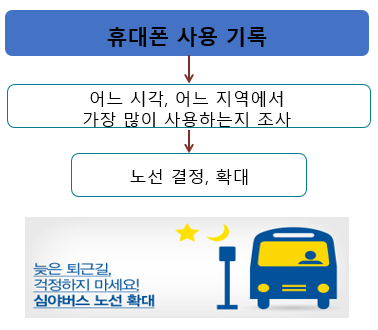 휴대폰 사용 기록
어느 시각, 어느 지역에서
가장 많이 사용하는지 조사
노선 결정, 확대
늦은 퇴근길,
걱정하지 마세요!
심야버스 노선 확대